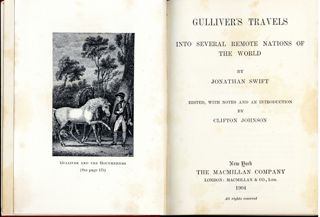 GULLIVER AND THE HOUYHNHNMS
(See page 175)
GULLIVER'S TRAVELS
INTO SEVERAL REMOTE NATIONS OF
THE WORLD
BY
JONATHAN SWIFT
EDITED, WITH NOTES AND AN INTRODUCTION
BY
CLIFTON JOHNSON
New York
THE MACMILLAN COMPANY
LONDON: MACMILLAN & CO., LTD.
1904
All rights reserved